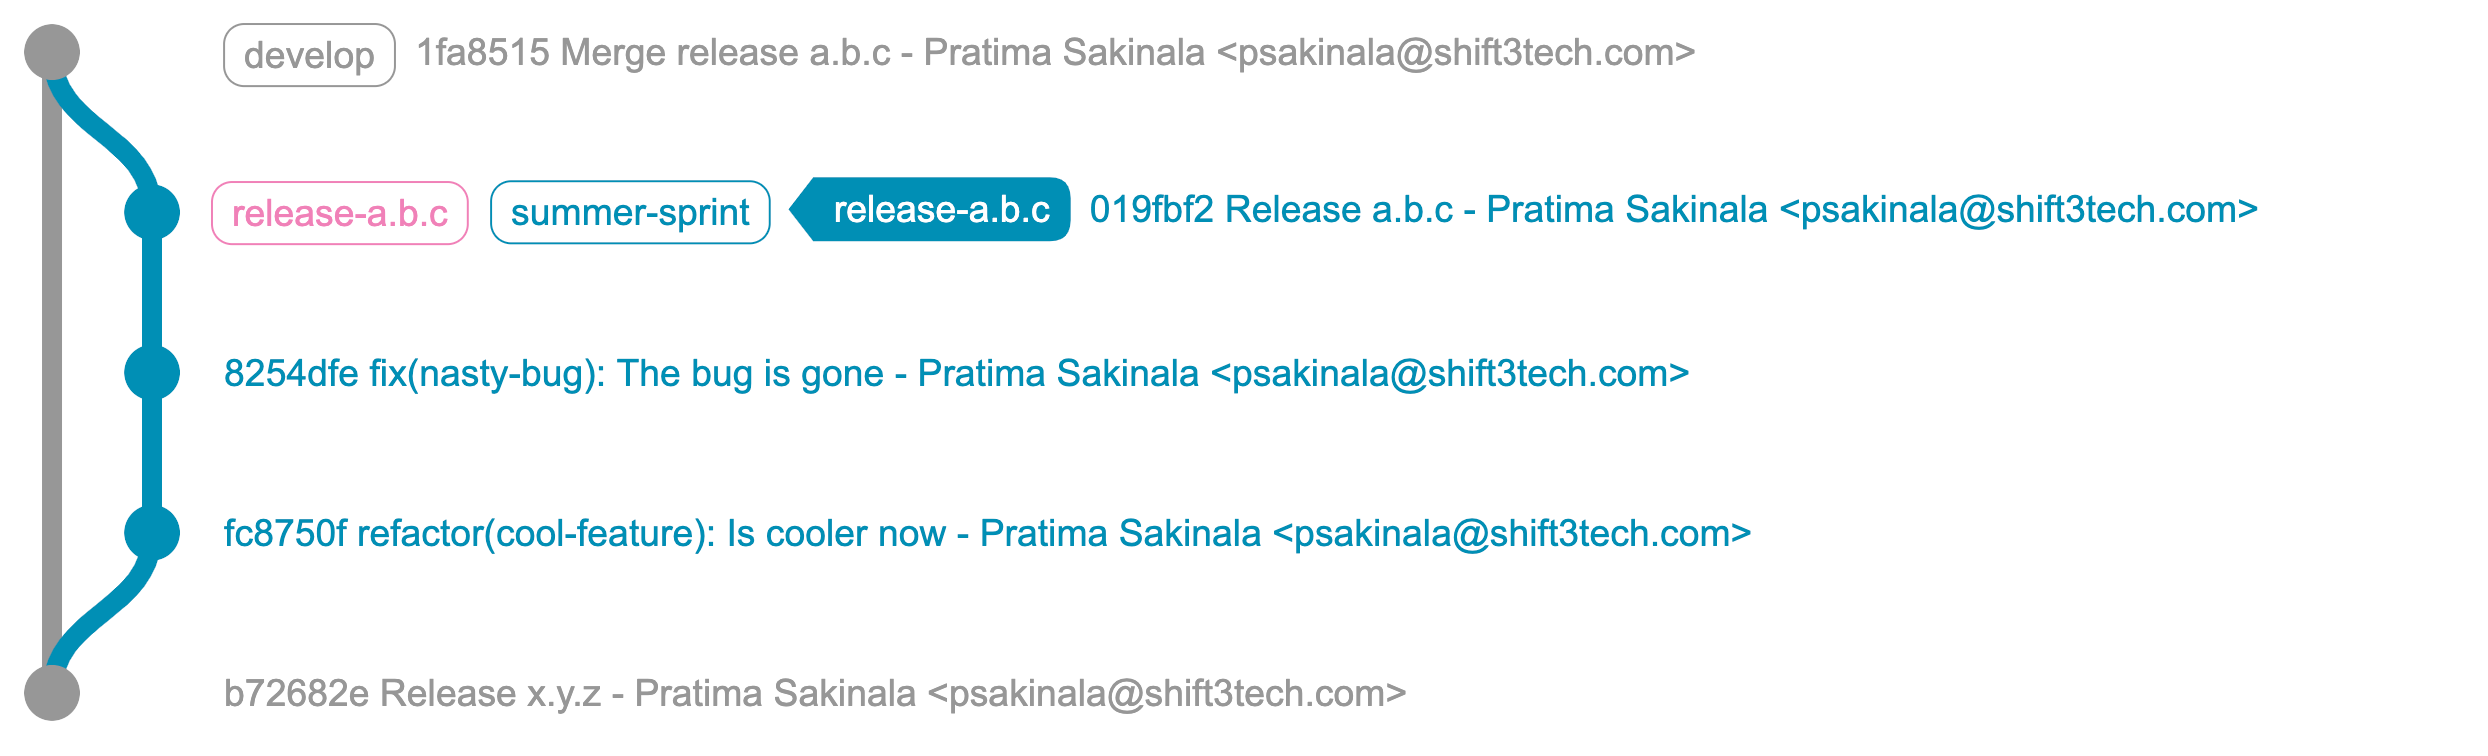 develop 1fa8515 Merge release a.b.c - Pratima Sakinala <psakinala@shift3tech.com>
release-a.b.c summer-sprint release-a.b.c 019fbf2 Release a.b.c - Pratima Sakinala <psakinala@shift3tech.com>
8254dfe fix(nasty-bug): The bug is gone - Pratima Sakinala <psakinala@shift3tech.com>
fc8750f refactor(cool-feature): Is cooler now - Pratima Sakinala <psakinala@shift3tech.com>
b72682e Release x.y.z - Pratima Sakinala <psakinala@shift3tech.com>